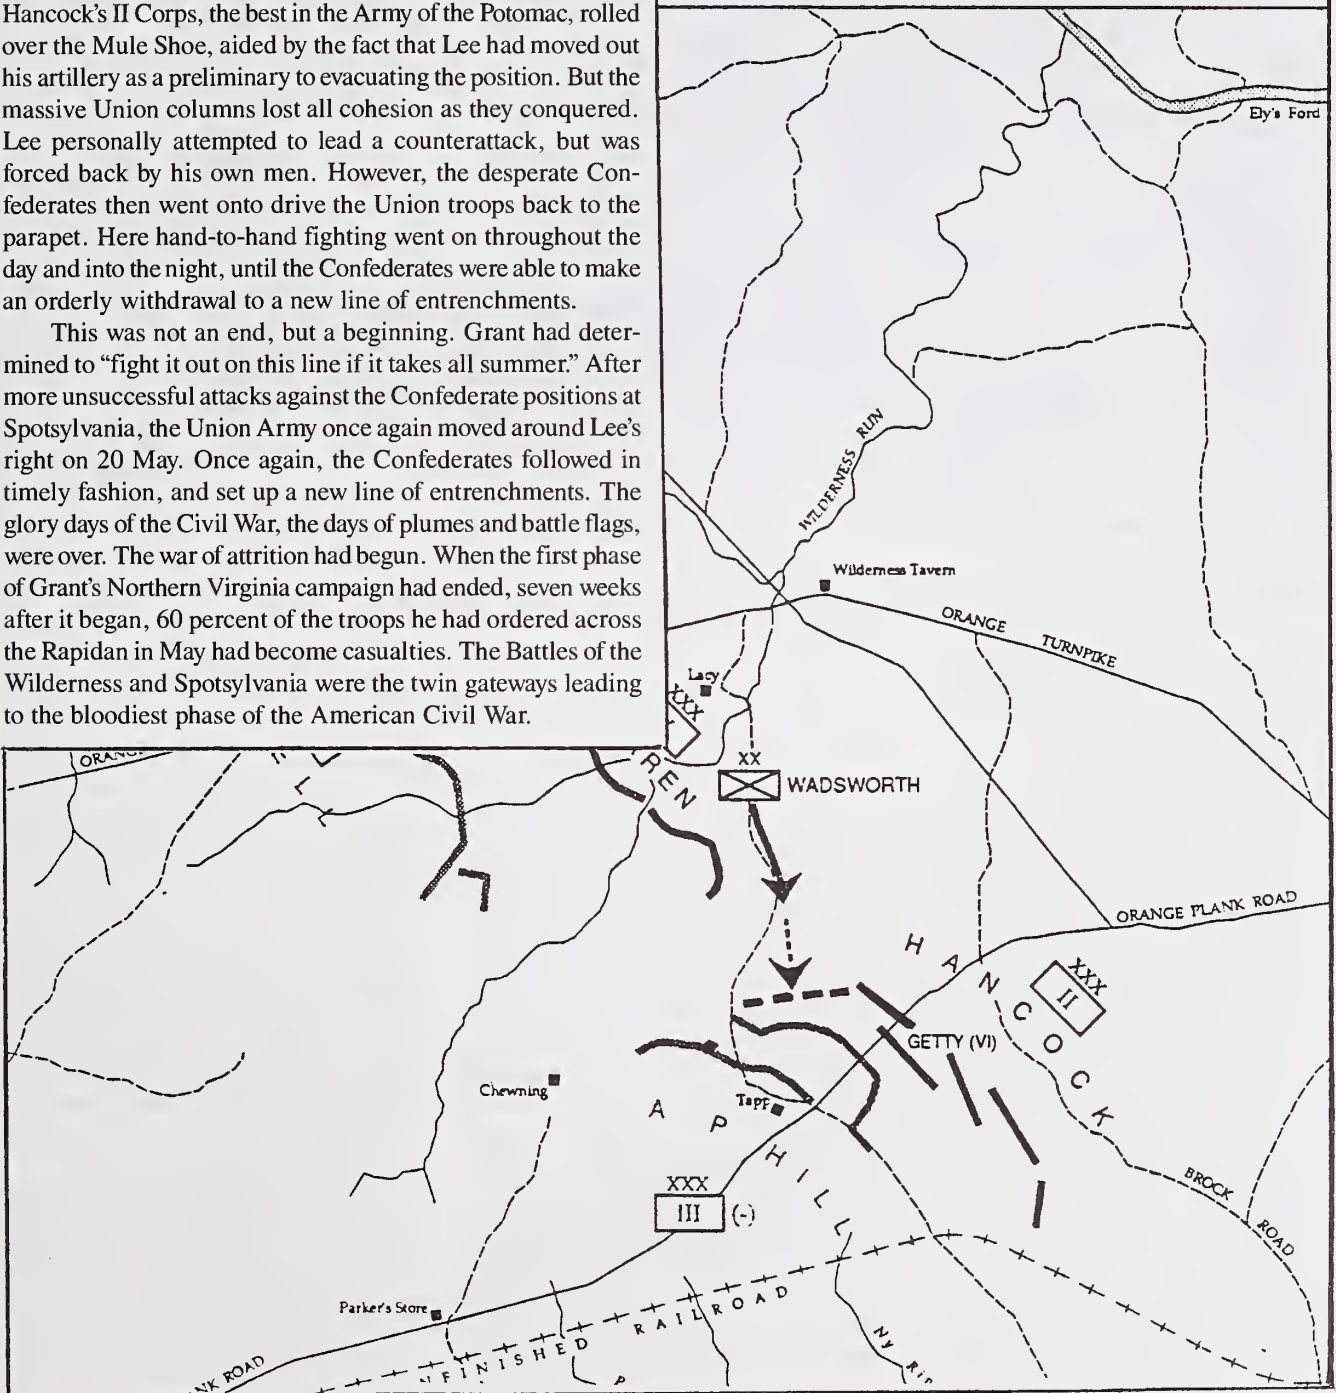 Hancock's II Corps, the best in the Army of the Potomac, rolled
over the Mule Shoe, aided by the fact that Lee had moved out
his artillery as a preliminary to evacuating the position. But the
massive Union columns lost all cohesion as they conquered.
Lee personally attempted to lead a counterattack, but was
forced back by his own men. However, the desperate Con-
federates then went onto drive the Union troops back to the
parapet. Here hand-to-hand fighting went on throughout the
day and into the night, until the Confederates were able to make
an orderly withdrawal to a new line of entrenchments.
This was not an end, but a beginning. Grant had deter-
mined to “fight it out on this line if it takes all summer.” After
more unsuccessful attacks against the Confederate positions at
Spotsylvania, the Union Army once again moved around Lee's
right on 20 May. Once again, the Confederates followed in
timely fashion, and set up a new line of entrenchments. The
glory days of the Civil War, the days of plumes and battle flags,
were over. The war of attrition had begun. When the first phase
of Grant's Northern Virginia campaign had ended, seven weeks
after it began, 60 percent of the troops he had ordered across
the Rapidan in May had become casualties. The Battles of the
Wilderness and Spotsylvania were the twin gateways leading
to the bloodiest phase of the American Civil War.
Ely's Ford
WILDERNESS RUN
Wilderness Tavern
ORANGE TURNPIKE
Lacy
XXX
REN
XX
WADSWORTH
ORANGE PLANK ROAD
HANCOCK
XXX
II
GETTY (VI)
Chewning
Tapp
A P HILL
XXX
III (-)
BROCK ROAD
Parker's Store
NFINISHED RAILROAD
NK ROAD
Ny